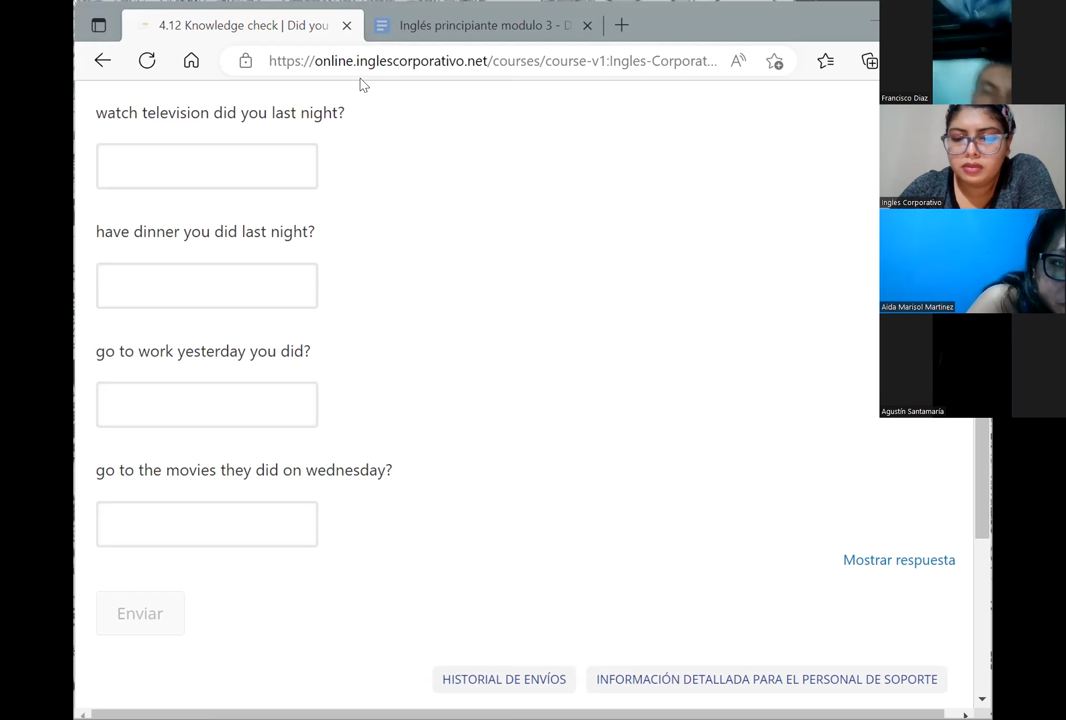 4.12 Knowledge check | Did you
Inglés principiante modulo 3 - D
https://online.inglescorporativo.net/courses/course-v1:Ingles-Corporat...
watch television did you last night?
have dinner you did last night?
go to work yesterday you did?
go to the movies they did on wednesday?
Mostrar respuesta
Enviar
HISTORIAL DE ENVÍOS
INFORMACIÓN DETALLADA PARA EL PERSONAL DE SOPORTE
Francisco Diaz
Ingles Corporativo
Aida Marisol Martinez
Agustín Santamaría